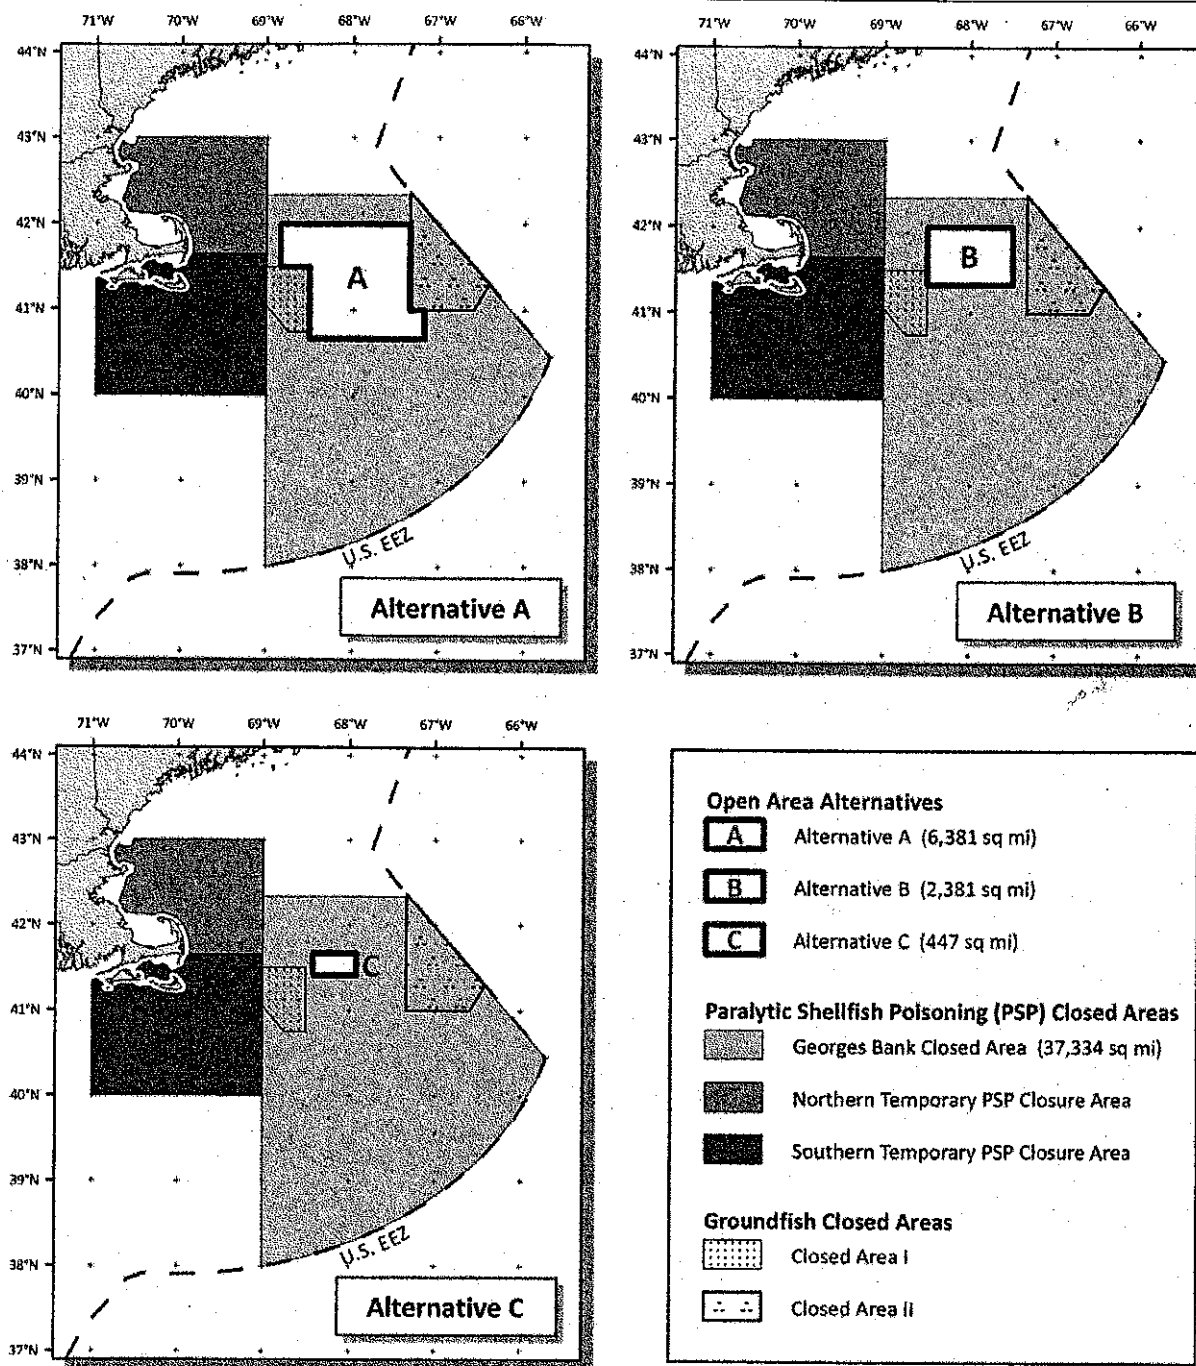 71°W 70°W 69°W 68°W 67°W 66°W
44°N
43°N
42°N
41°N
40°N
39°N
38°N
37°N
A
U.S. EEZ
Alternative A
71°W 70°W 69°W 68°W 67°W 66°W
44°N
43°N
42°N
41°N
40°N
39°N
38°N
37°N
B
U.S. EEZ
Alternative B
71°W 70°W 69°W 68°W 67°W 66°W
44°N
43°N
42°N
41°N
40°N
39°N
38°N
37°N
C
U.S. EEZ
Alternative C
Open Area Alternatives
A Alternative A (6,381 sq mi)
B Alternative B (2,381 sq mi)
C Alternative C (447 sq mi)
Paralytic Shellfish Poisoning (PSP) Closed Areas
Georges Bank Closed Area (37,334 sq mi)
Northern Temporary PSP Closure Area
Southern Temporary PSP Closure Area
Groundfish Closed Areas
Closed Area I
Closed Area II